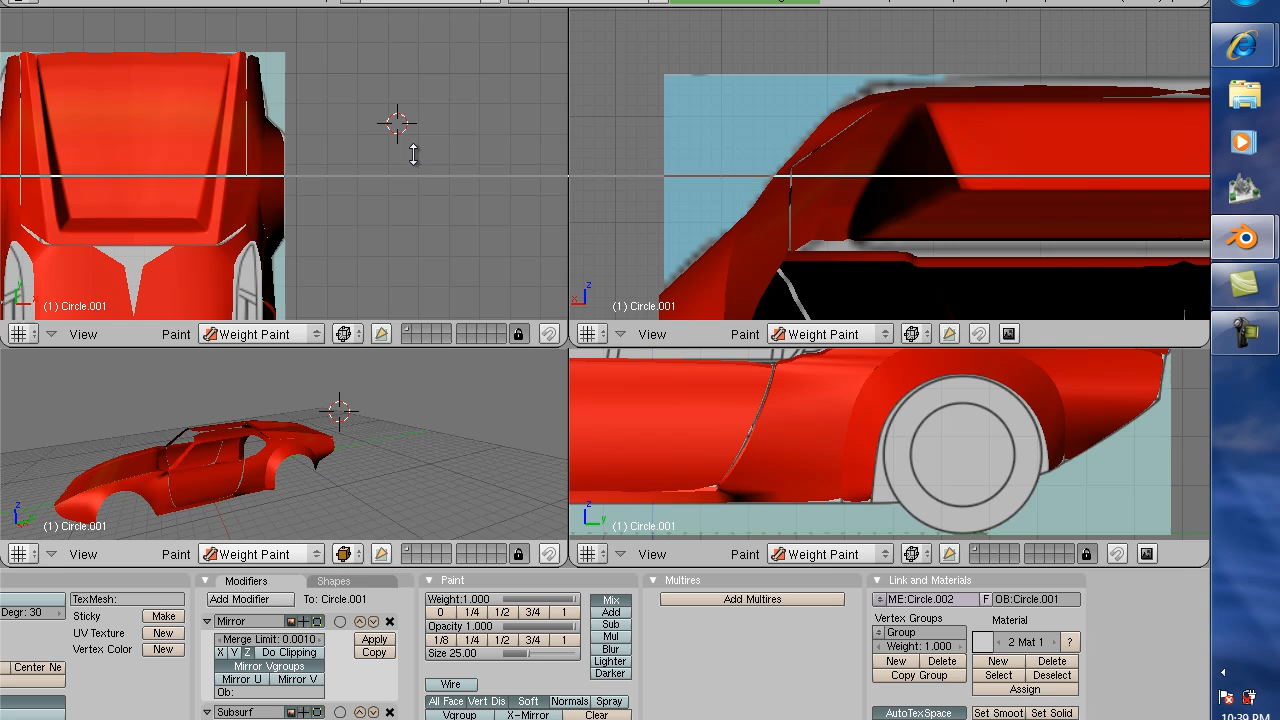 (1) Circle.001
(1) Circle.001
View Paint Weight Paint
View Paint Weight Paint
(1) Circle.001
(1) Circle.001
View Paint Weight Paint
View Paint Weight Paint
Modifiers Shapes
Paint
Multires
Link and Materials
Degr: 30
TexMesh:
Sticky Make
UV Texture New
Vertex Color New
Center Ne
Add Modifier To: Circle.001
Mirror
Merge Limit: 0.0010
X Y Z Do Clipping
Mirror Vgroups
Mirror U Mirror V
Ob:
Apply
Copy
Subsurf
Weight:1.000
0 1/4 1/2 3/4 1
Opacity 1.000
1/8 1/4 1/2 3/4 1
Size 25.00
Mix
Add
Sub
Mul
Blur
Lighter
Darker
Wire
All Face Vert Dis Soft Normals Spray
Vgroup X-Mirror Clear
Add Multires
ME:Circle.002 F OB:Circle.001
Vertex Groups
Group
Weight: 1.000
New Delete
Copy Group
Material
2 Mat 1 ?
New Delete
Select Deselect
Assign
AutoTexSpace Set Smoot Set Solid
10:39 PM